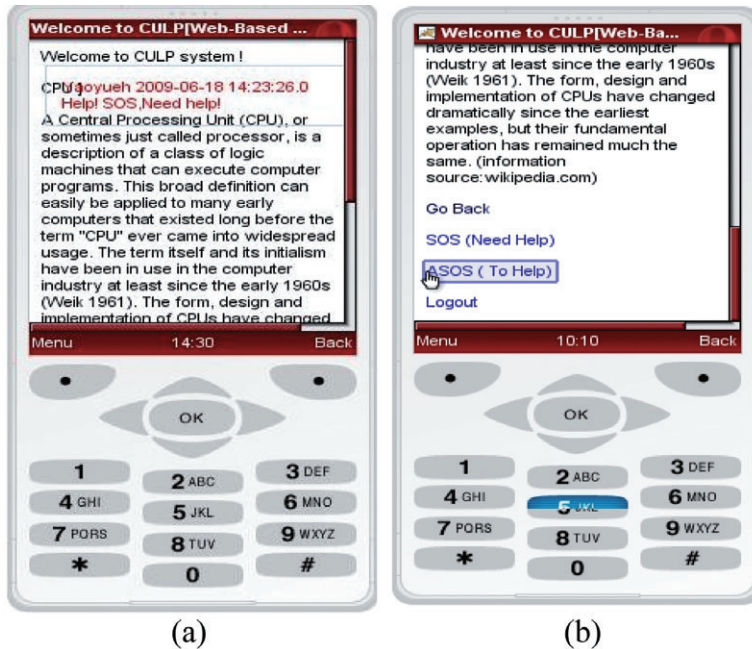 Welcome to CULP[Web-Based ...
Welcome to CULP system !
CPU
Yaoyueh 2009-06-18 14:23:26.0
Help! SOS,Need help!
A Central Processing Unit (CPU), or
sometimes just called processor, is a
description of a class of logic
machines that can execute computer
programs. This broad definition can
easily be applied to many early
computers that existed long before the
term "CPU" ever came into widespread
usage. The term itself and its initialism
have been in use in the computer
industry at least since the early 1960s
(Weik 1961). The form, design and
implementation of CPUs have changed
Menu 14:30 Back
OK
1
2 ABC
3 DEF
4 GHI
5 JKL
6 MNO
7 PQRS
8 TUV
9 WXYZ
*
0
#
(a)
Welcome to CULP[Web-Ba...
have been in use in the computer
industry at least since the early 1960s
(Weik 1961). The form, design and
implementation of CPUs have changed
dramatically since the earliest
examples, but their fundamental
operation has remained much the
same. (information
source:wikipedia.com)
Go Back
SOS (Need Help)
ASOS ( To Help)
Logout
Menu 10:10 Back
OK
1
2 ABC
3 DEF
4 GHI
5 JKL
6 MNO
7 PQRS
8 TUV
9 WXYZ
*
0
#
(b)